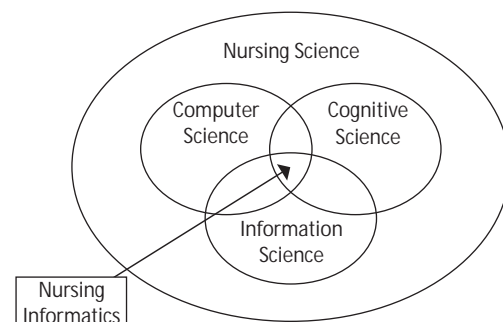 Nursing Science
Computer
Science
Cognitive
Science
Information
Science
Nursing
Informatics